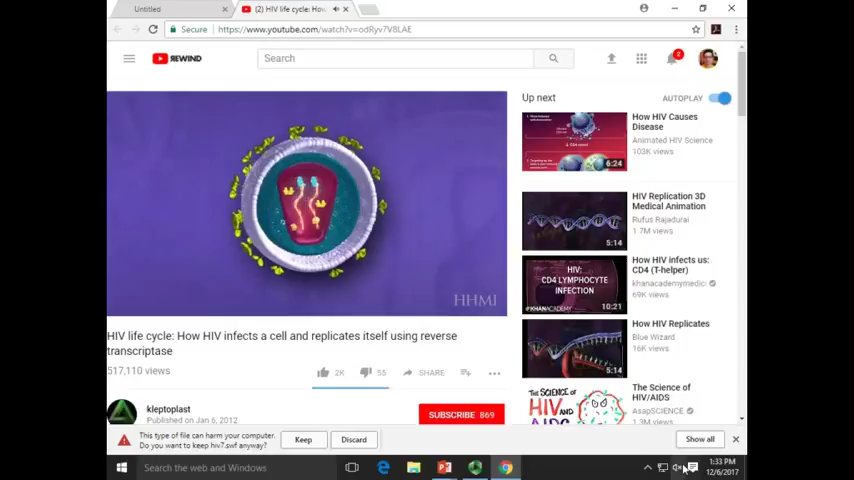 Untitled
(2) HIV life cycle: How
Secure
https://www.youtube.com/watch?v=odRyv7V8LAE
REWIND
Search
2
HHMI
HIV life cycle: How HIV infects a cell and replicates itself using reverse
transcriptase
517,110 views
2K
55
SHARE
kleptoplast
Published on Jan 6, 2012
SUBSCRIBE 869
Up next
AUTOPLAY
6:24
How HIV Causes
Disease
Animated HIV Science
103K views
5:14
HIV Replication 3D
Medical Animation
Rufus Rajadurai
1.7M views
HIV:
CD4 LYMPHOCYTE
INFECTION
KHANACADEMY
10:21
How HIV infects us:
CD4 (T-helper)
khanacademymedic
69K views
5:14
How HIV Replicates
Blue Wizard
16K views
THE SCIENCE OF
HIV AND
The Science of
HIV/AIDS
AsapSCIENCE
1.3M views
This type of file can harm your computer.
Do you want to keep hiv7.swf anyway?
Keep
Discard
Show all
Search the web and Windows
1:33 PM
12/6/2017